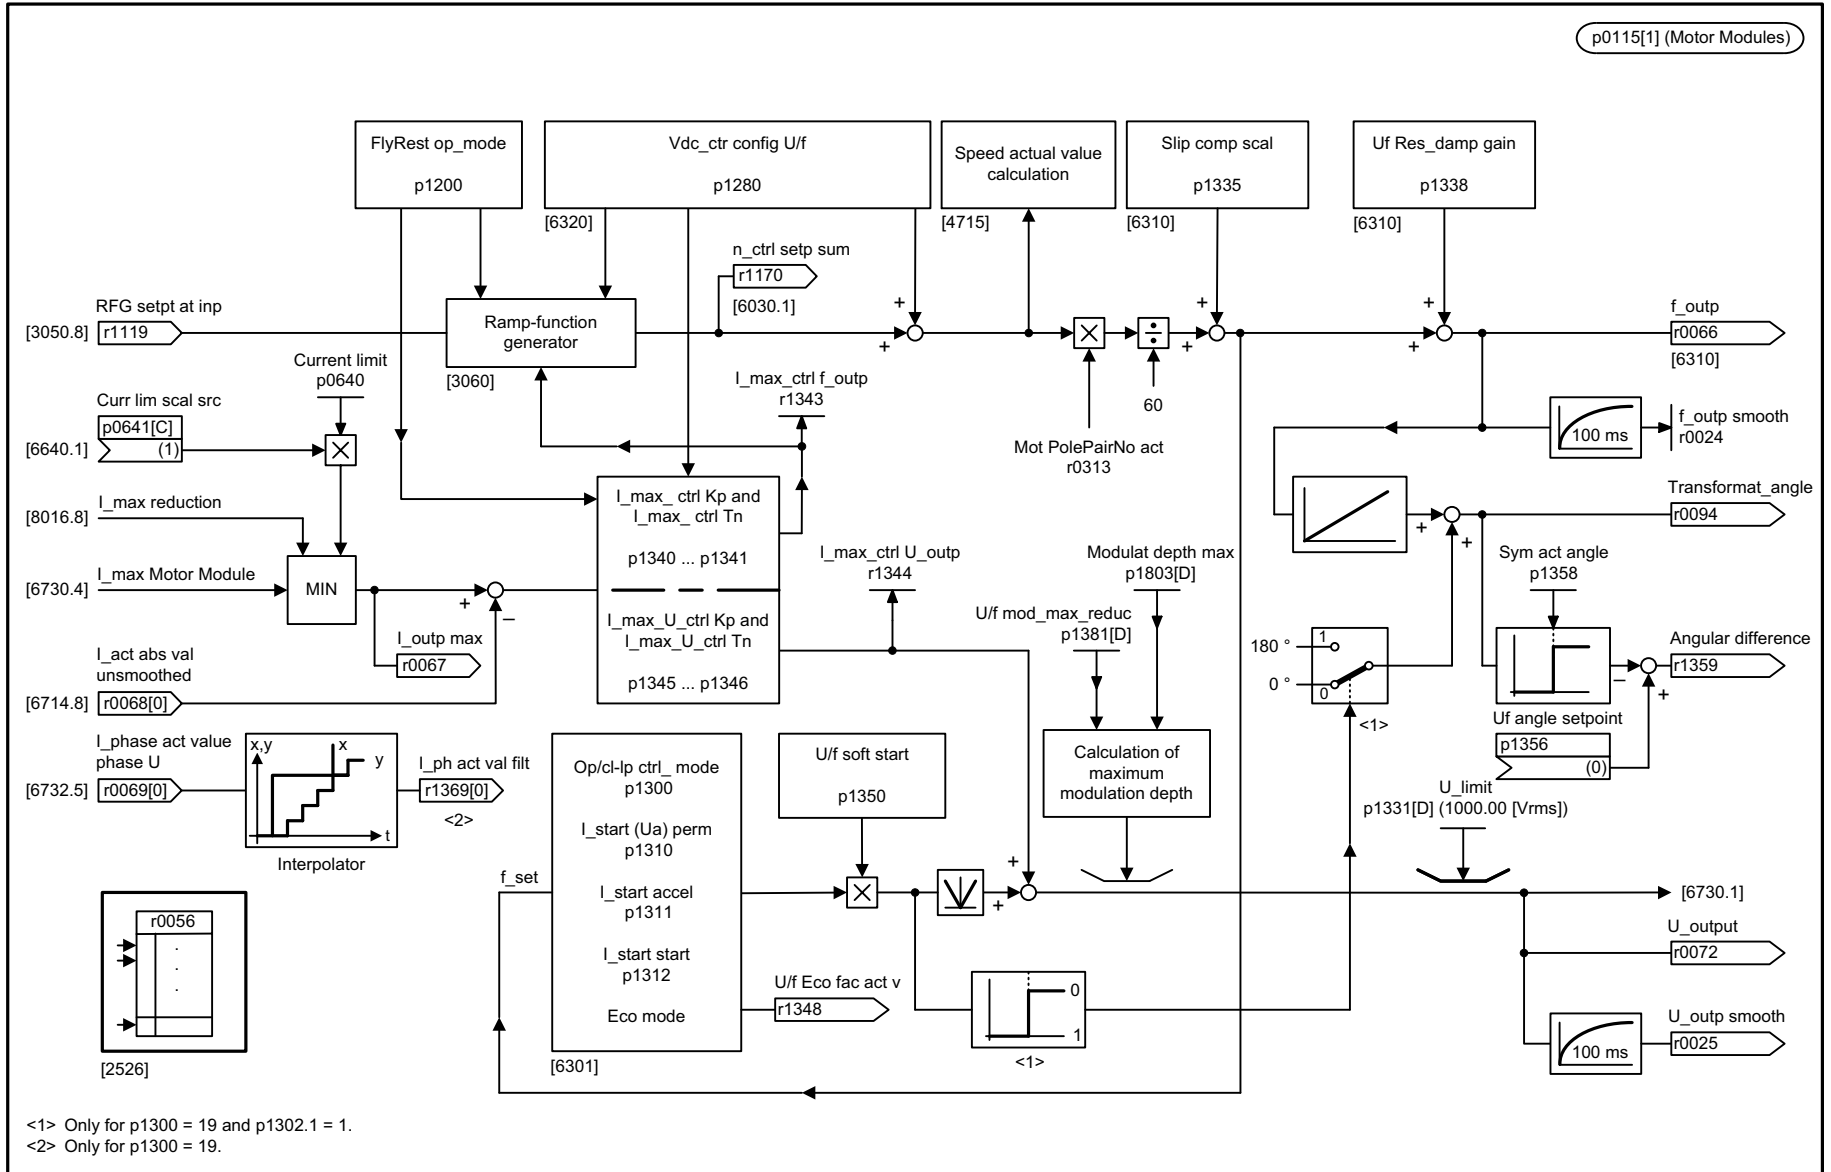 p0115[1] (Motor Modules)
FlyRest op_mode
p1200
Vdc_ctr config U/f
p1280
[6320]
Speed actual value
calculation
[4715]
Slip comp scal
p1335
[6310]
Uf Res_damp gain
p1338
[6310]
n_ctrl setp sum
r1170
[6030.1]
RFG setpt at inp
[3050.8]
r1119
Ramp-function
generator
[3060]
+
+
+
+
+
+
60
Mot PolePairNo act
r0313
f_outp
r0066
[6310]
100 ms
f_outp smooth
r0024
Current limit
p0640
Curr lim scal src
p0641[C]
(1)
[6640.1]
I_max_ctrl f_outp
r1343
I_max reduction
[8016.8]
I_max Motor Module
[6730.4]
MIN
+
–
I_outp max
r0067
I_act abs val
unsmoothed
[6714.8]
r0068[0]
I_max_ ctrl Kp and
I_max_ ctrl Tn
p1340 ... p1341
I_max_U_ctrl Kp and
I_max_U_ctrl Tn
p1345 ... p1346
I_max_ctrl U_outp
r1344
Modulat depth max
p1803[D]
U/f mod_max_reduc
p1381[D]
Calculation of
maximum
modulation depth
+
+
Transformat_angle
r0094
Sym act angle
p1358
180 °
1
0 °
0
<1>
–
+
Angular difference
r1359
Uf angle setpoint
p1356
(0)
I_phase act value
phase U
[6732.5]
r0069[0]
x,y
x
y
t
Interpolator
I_ph act val filt
r1369[0]
<2>
Op/cl-lp ctrl_ mode
p1300
I_start (Ua) perm
p1310
I_start accel
p1311
I_start start
p1312
Eco mode
[6301]
f_set
U/f soft start
p1350
+
+
U_limit
p1331[D] (1000.00 [Vrms])
[6730.1]
U_output
r0072
U/f Eco fac act v
r1348
0
1
<1>
100 ms
U_outp smooth
r0025
r0056
.
.
.
[2526]
<1> Only for p1300 = 19 and p1302.1 = 1.
<2> Only for p1300 = 19.